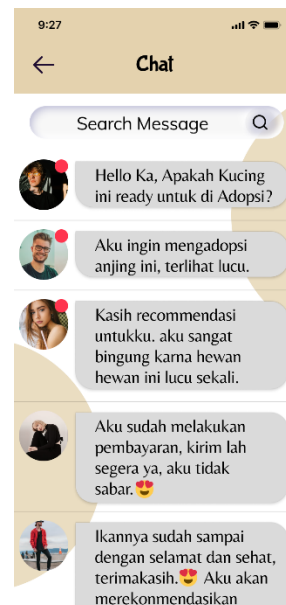 9:27
Chat
Search Message
Hello Ka, Apakah Kucing
ini ready untuk di Adopsi?
Aku ingin mengadopsi
anjing ini, terlihat lucu.
Kasih recommendasi
untukku. aku sangat
bingung karna hewan
hewan ini lucu sekali.
Aku sudah melakukan
pembayaran, kirim lah
segera ya, aku tidak
sabar.😍
Ikannya sudah sampai
dengan selamat dan sehat,
terimakasih.😍 Aku akan
merekonmendasikan